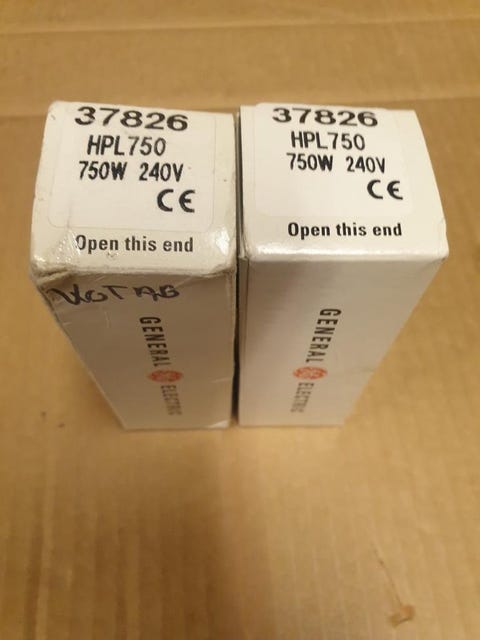 37826
HPL750
750W 240V
CE
Open this end
GENERAL ELECTRIC
37826
HPL750
750W 240V
CE
Open this end
GENERAL ELECTRIC